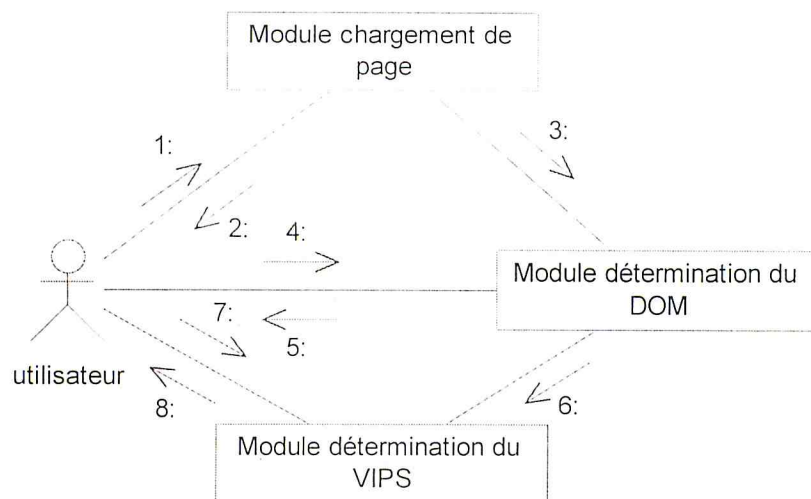 Module chargement de
page
1:
3:
2:
4:
Module détermination du
DOM
7:
5:
utilisateur
8:
6:
Module détermination du
VIPS